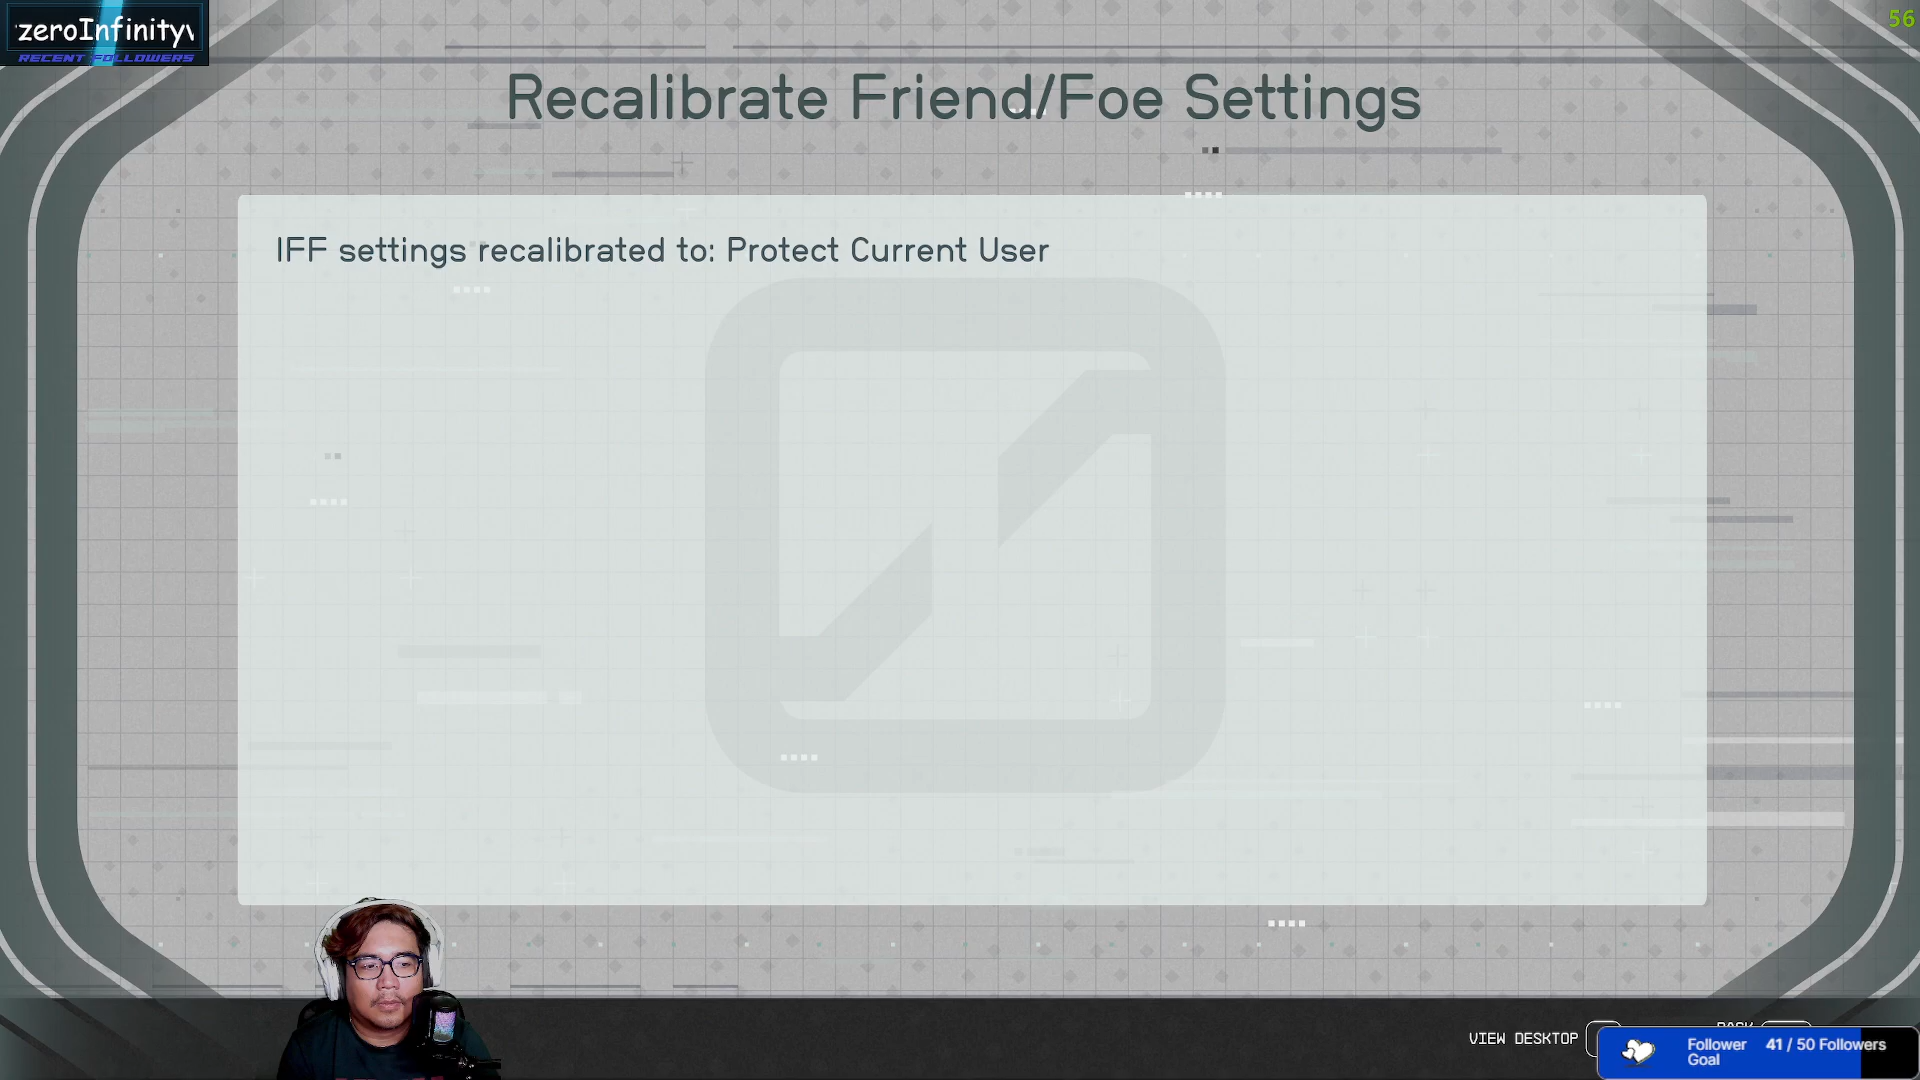 zeroInfinity
RECENT FOLLOWERS
56
Recalibrate Friend/Foe Settings
IFF settings recalibrated to: Protect Current User
VIEW DESKTOP
BACK
Follower Goal
41 / 50 Followers